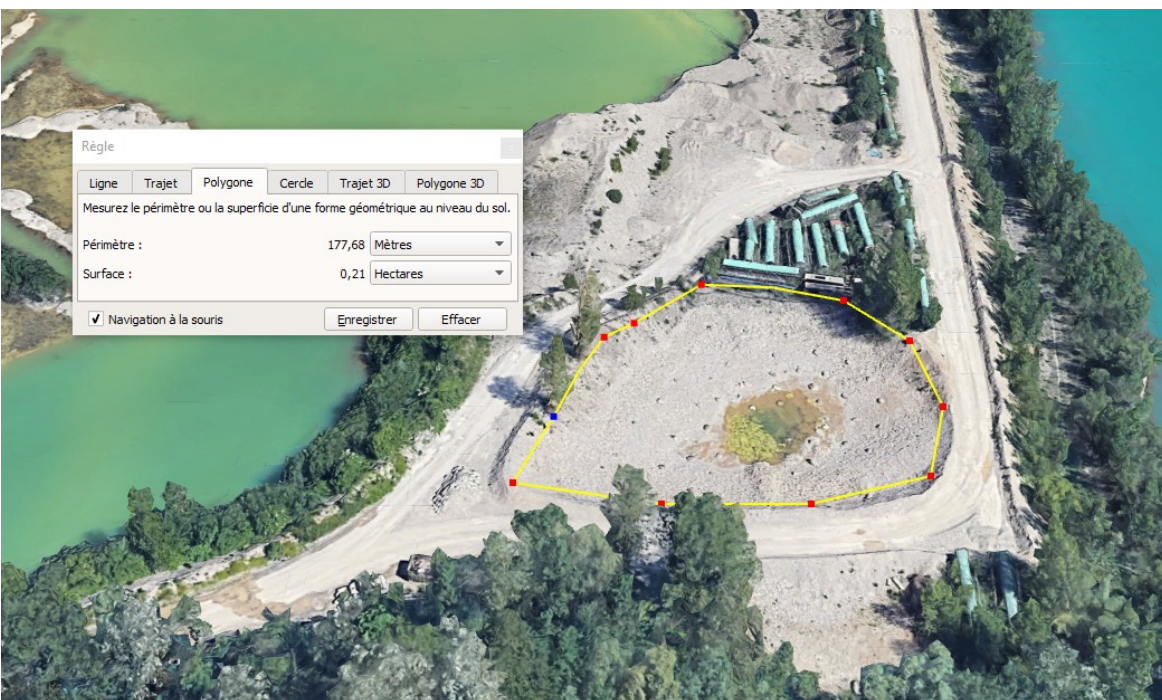 Règle
Ligne Trajet Polygone Cercle Trajet 3D Polygone 3D
Mesurez le périmètre ou la superficie d'une forme géométrique au niveau du sol.
Périmètre : 177,68 Mètres
Surface : 0,21 Hectares
Navigation à la souris Enregistrer Effacer